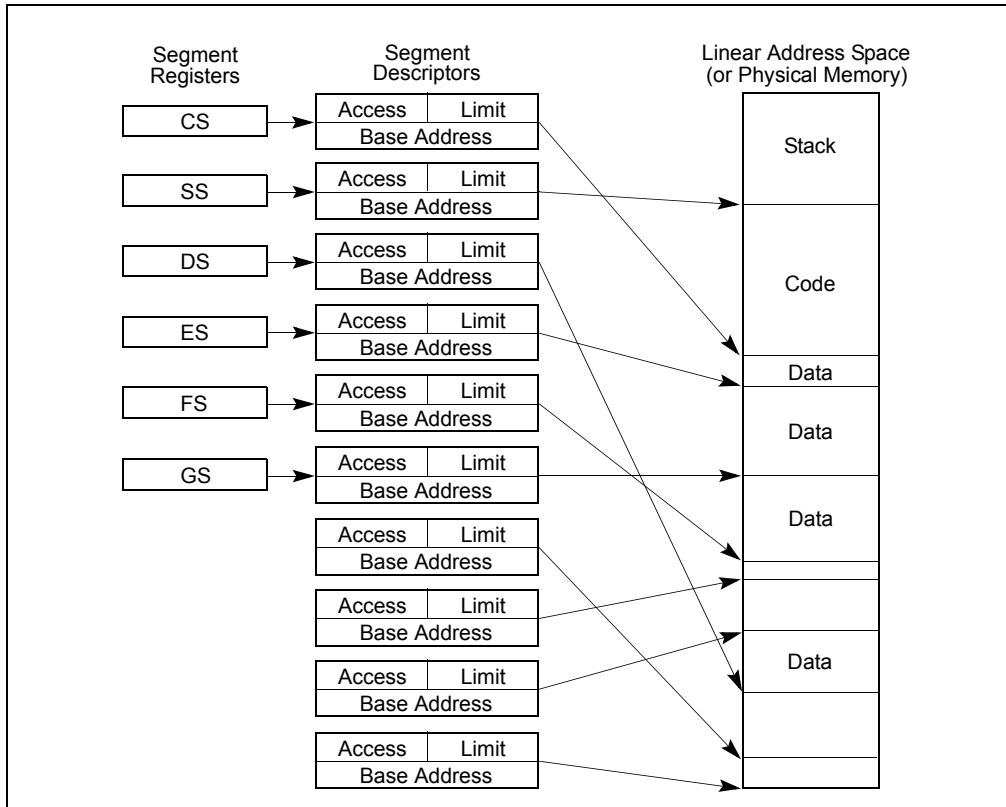 Segment
Registers
Segment
Descriptors
Linear Address Space
(or Physical Memory)
CS
Access Limit
Base Address
Stack
SS
Access Limit
Base Address
DS
Access Limit
Base Address
Code
ES
Access Limit
Base Address
Data
FS
Access Limit
Base Address
Data
GS
Access Limit
Base Address
Data
Access Limit
Base Address
Access Limit
Base Address
Access Limit
Base Address
Data
Access Limit
Base Address